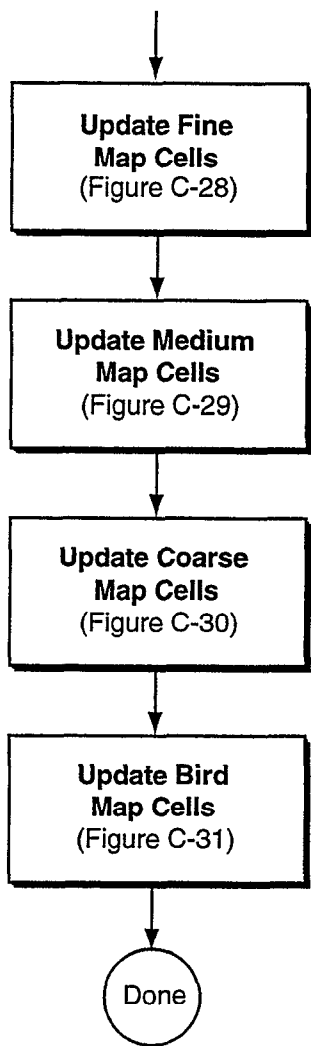 Update Fine
Map Cells
(Figure C-28)
Update Medium
Map Cells
(Figure C-29)
Update Coarse
Map Cells
(Figure C-30)
Update Bird
Map Cells
(Figure C-31)
Done